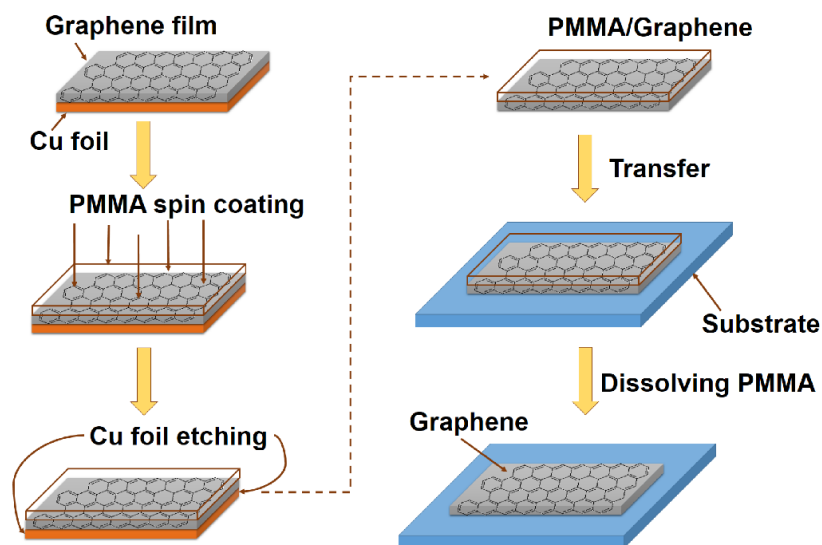 Graphene film
Cu foil
PMMA spin coating
Cu foil etching
PMMA/Graphene
Transfer
Substrate
Dissolving PMMA
Graphene